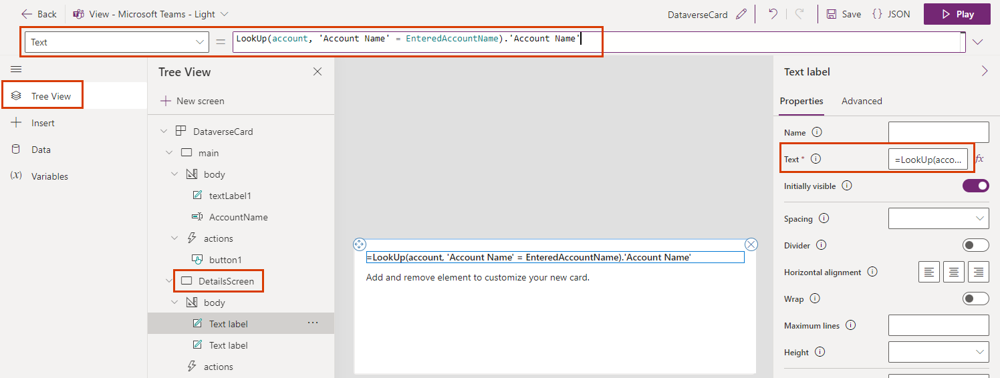 Back
View - Microsoft Teams - Light
DataverseCard
Save
{} JSON
Play
Text
=
LookUp(account, 'Account Name' = EnteredAccountName).'Account Name'
Tree View
Insert
Data
(x) Variables
Tree View
New screen
DataverseCard
main
body
textLabel1
AccountName
actions
button1
DetailsScreen
body
Text label
...
Text label
actions
=LookUp(account, 'Account Name' = EnteredAccountName).'Account Name'
Add and remove element to customize your new card.
Text label
Properties
Advanced
Name
Text *
=LookUp(acco...
fx
Initially visible
Spacing
Divider
Horizontal alignment
Wrap
Maximum lines
Height